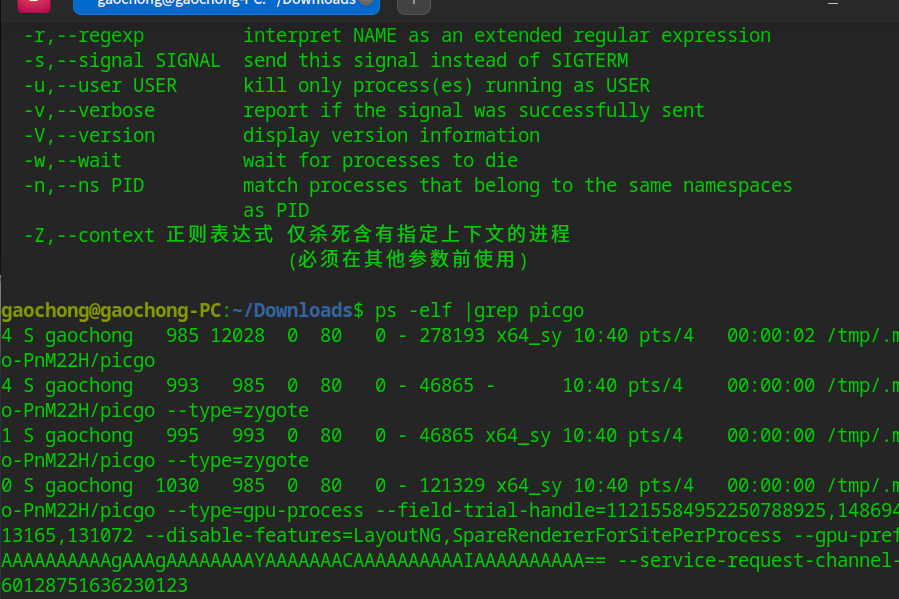 gaochong@gaochong-PC: ~/Downloads
-r,--regexp         interpret NAME as an extended regular expression
-s,--signal SIGNAL  send this signal instead of SIGTERM
-u,--user USER      kill only process(es) running as USER
-v,--verbose        report if the signal was successfully sent
-V,--version        display version information
-w,--wait           wait for processes to die
-n,--ns PID         match processes that belong to the same namespaces
                    as PID
-Z,--context 正则表达式 仅杀死含有指定上下文的进程
                        (必须在其他参数前使用)
gaochong@gaochong-PC:~/Downloads$ ps -elf |grep picgo
4 S gaochong   985 12028  0  80   0 - 278193 x64_sy 10:40 pts/4   00:00:02 /tmp/.m
o-PnM22H/picgo
4 S gaochong   993   985  0  80   0 - 46865 -      10:40 pts/4    00:00:00 /tmp/.m
o-PnM22H/picgo --type=zygote
1 S gaochong   995   993  0  80   0 - 46865 x64_sy 10:40 pts/4    00:00:00 /tmp/.m
o-PnM22H/picgo --type=zygote
0 S gaochong  1030   985  0  80   0 - 121329 x64_sy 10:40 pts/4   00:00:00 /tmp/.m
o-PnM22H/picgo --type=gpu-process --field-trial-handle=11215584952250788925,148694
13165,131072 --disable-features=LayoutNG,SpareRendererForSitePerProcess --gpu-pref
AAAAAAAAAAgAAAgAAAAAAAAYAAAAAAACAAAAAAAAAAIAAAAAAAAAA== --service-request-channel-
60128751636230123